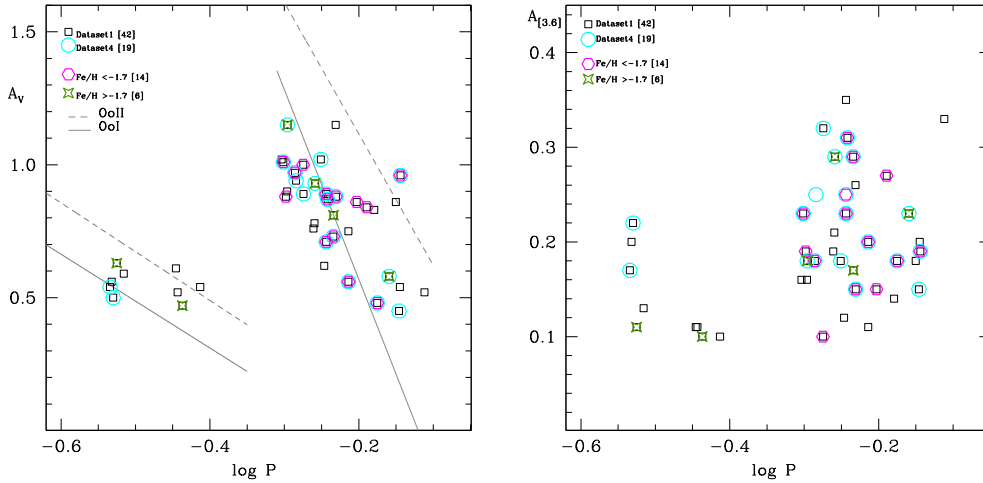 1.5
1.0
0.5
A_V
Dataset1 [42]
Dataset4 [19]
Fe/H <−1.7 [14]
Fe/H >−1.7 [6]
OoII
OoI
−0.6
−0.4
−0.2
log P
A_[3.6]
0.4
0.3
0.2
0.1
Dataset1 [42]
Dataset4 [19]
Fe/H <−1.7 [14]
Fe/H >−1.7 [6]
−0.6
−0.4
−0.2
log P